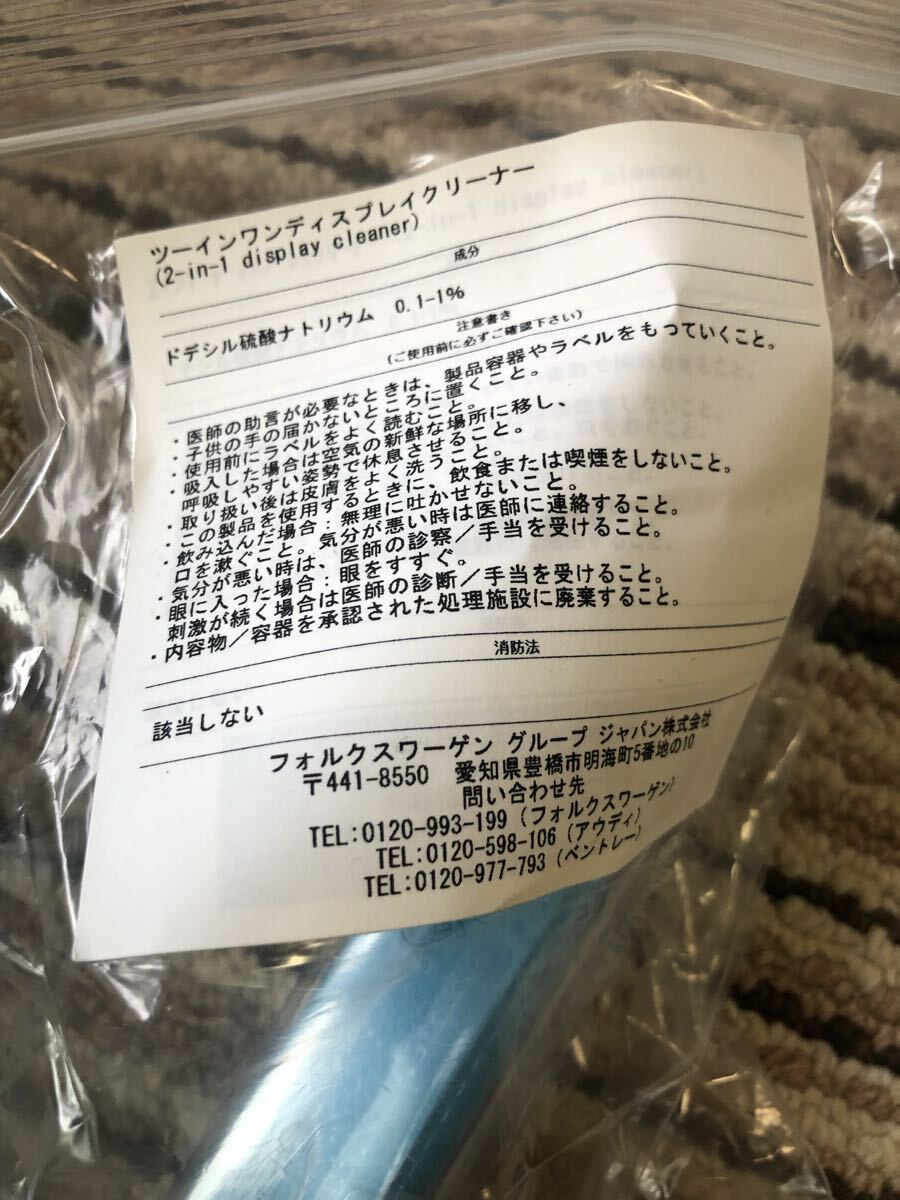 ツーインワンディスプレイクリーナー
(2-in-1 display cleaner)
成分
ドデシル硫酸ナトリウム 0.1-1%
注意書き
(ご使用前に必ずご確認下さい)
・医師の助言が必要なときは、製品容器やラベルをもっていくこと。
・子供の手の届かないところに置くこと。
・使用前にラベルをよく読むこと。
・吸入した場合は空気の新鮮な場所に移し、
呼吸しやすい姿勢で休息させること。
・取り扱い後は皮膚をよく洗うこと。
・この製品を使用するときに、飲食または喫煙をしないこと。
・飲み込んだ場合：無理に吐かせないこと。
口を漱ぐこと。気分が悪い時は医師に連絡すること。
・気分が悪い時は、医師の診察／手当を受けること。
・眼に入った場合：眼をすすぐ。
刺激が続く場合は医師の診断／手当を受けること。
・内容物／容器を承認された処理施設に廃棄すること。
消防法
該当しない
フォルクスワーゲン グループ ジャパン株式会社
〒441-8550 愛知県豊橋市明海町5番地の10
問い合わせ先
TEL:0120-993-199 (フォルクスワーゲン)
TEL:0120-598-106 (アウディ)
TEL:0120-977-793 (ベントレー)